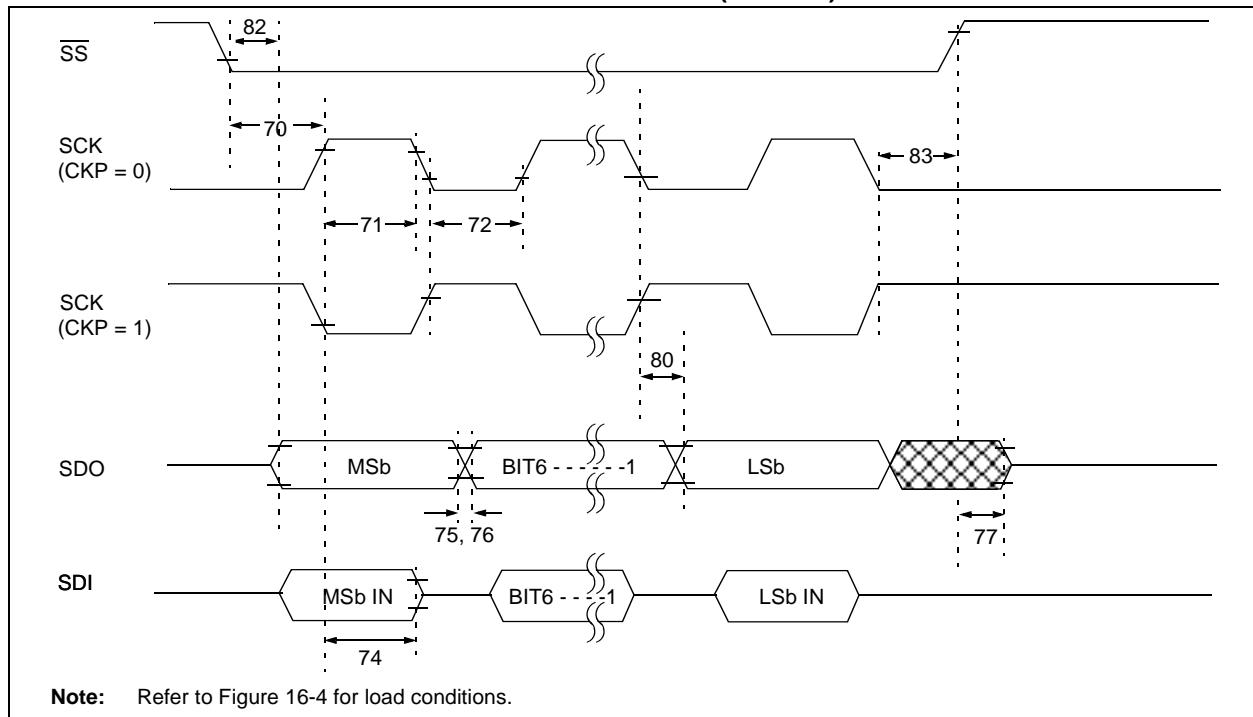 82
SS
70
SCK
(CKP = 0)
83
71
72
SCK
(CKP = 1)
80
SDO
MSb
BIT6 - - - - - -1
LSb
75, 76
77
SDI
MSb IN
BIT6 - - - -1
LSb IN
74
Note: Refer to Figure 16-4 for load conditions.